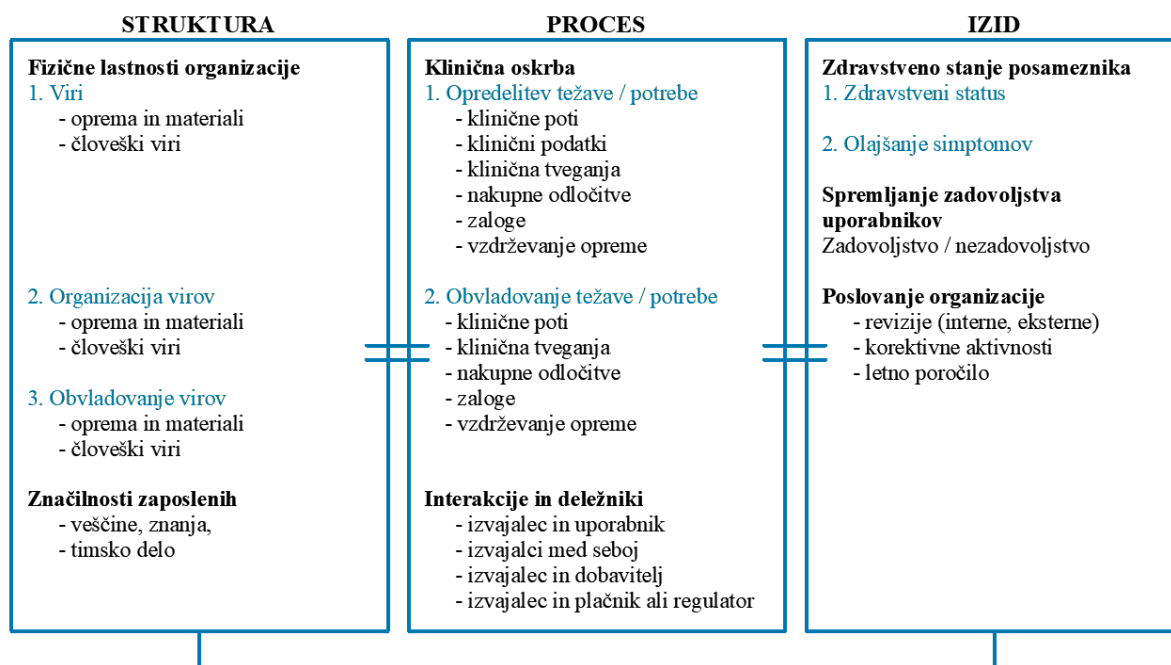 STRUKTURA
Fizične lastnosti organizacije
1. Viri
- oprema in materiali
- človeški viri
2. Organizacija virov
- oprema in materiali
- človeški viri
3. Obvladovanje virov
- oprema in materiali
- človeški viri
Značilnosti zaposlenih
- veščine, znanja,
- timsko delo
PROCES
Klinična oskrba
1. Opredelitev težave / potrebe
- klinične poti
- klinični podatki
- klinična tveganja
- nakupne odločitve
- zaloge
- vzdrževanje opreme
2. Obvladovanje težave / potrebe
- klinične poti
- klinična tveganja
- nakupne odločitve
- zaloge
- vzdrževanje opreme
Interakcije in deležniki
- izvajalec in uporabnik
- izvajalci med seboj
- izvajalec in dobavitelj
- izvajalec in plačnik ali regulator
IZID
Zdravstveno stanje posameznika
1. Zdravstveni status
2. Olajšanje simptomov
Spremljanje zadovoljstva
uporabnikov
Zadovoljstvo / nezadovoljstvo
Poslovanje organizacije
- revizije (interne, eksterne)
- korektivne aktivnosti
- letno poročilo